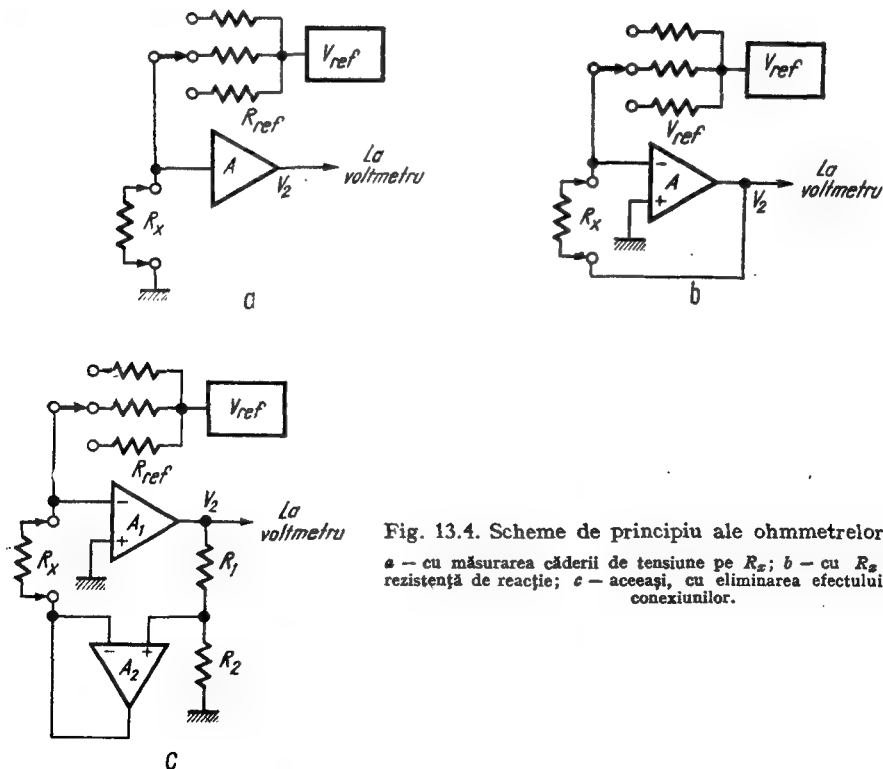 V_ref
R_ref
A
V_2
La
voltmetru
R_x
a
V_ref
V_ref
-
A
+
V_2
La
voltmetru
R_x
b
V_ref
R_ref
-
A_1
+
V_2
La
voltmetru
R_x
R_1
-
+
A_2
R_2
c
Fig. 13.4. Scheme de principiu ale ohmmetrelor
a — cu măsurarea căderii de tensiune pe R_x; b — cu R_x
rezistență de reacție; c — aceeași, cu eliminarea efectului
conexiunilor.